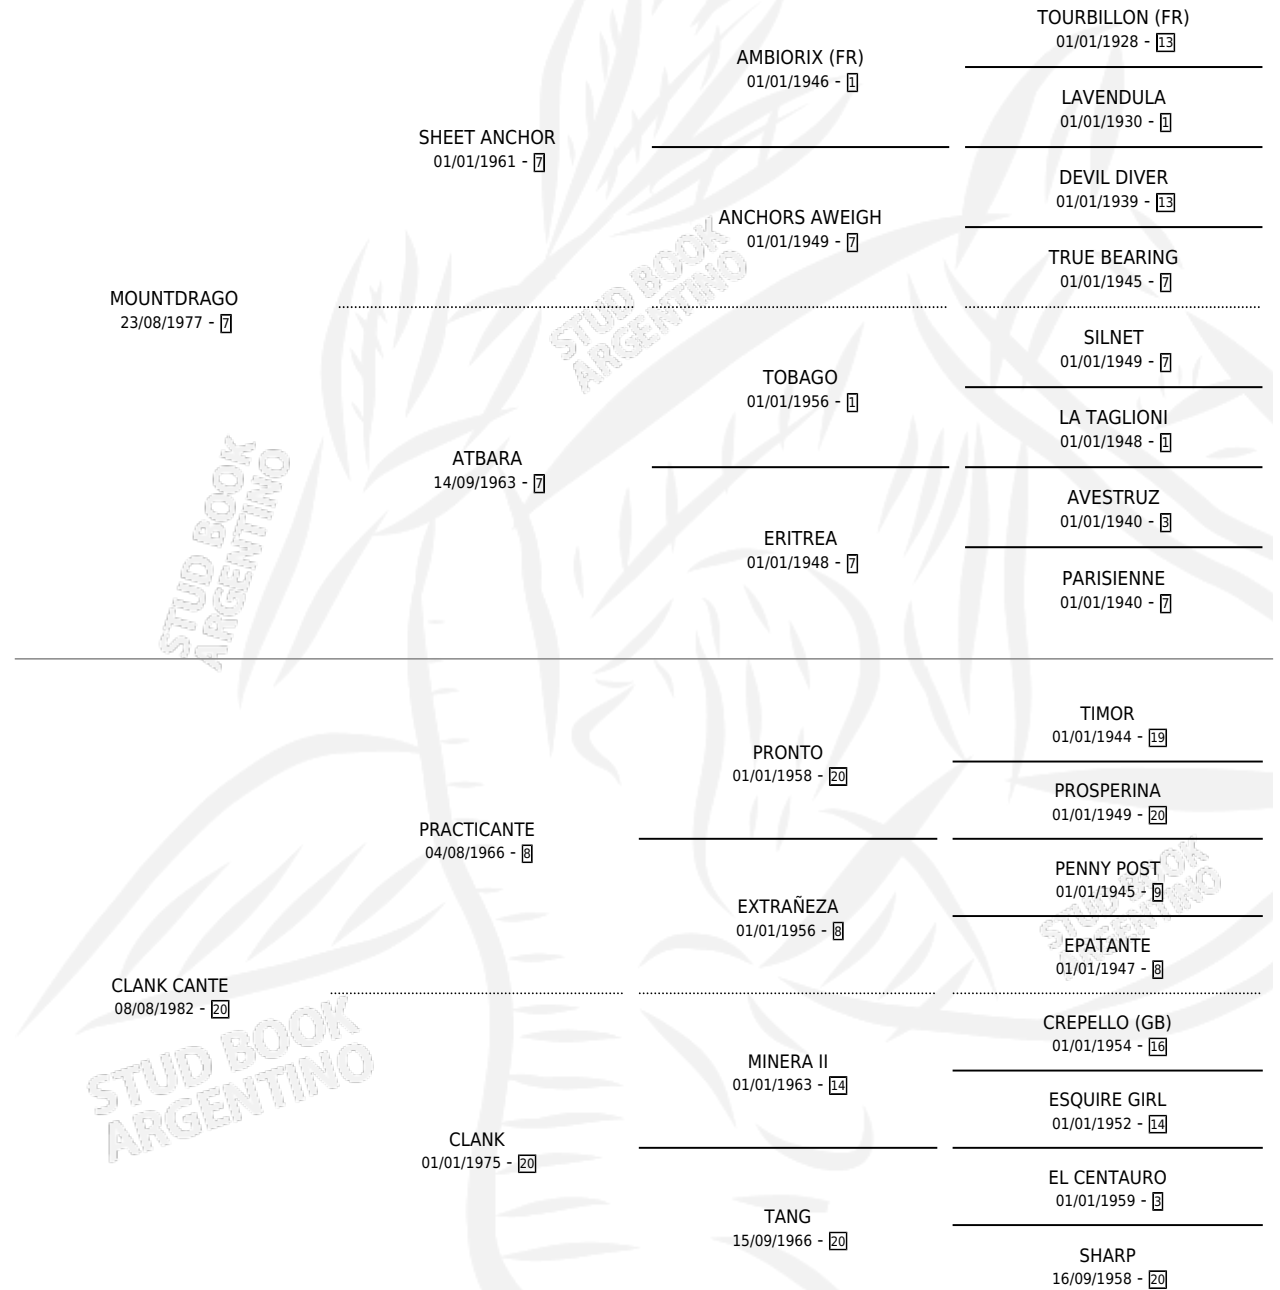 TOURBILLON (FR)
01/01/1928 - 13
AMBIORIX (FR)
01/01/1946 - 1
LAVENDULA
01/01/1930 - 1
SHEET ANCHOR
01/01/1961 - 7
DEVIL DIVER
01/01/1939 - 13
ANCHORS AWEIGH
01/01/1949 - 7
TRUE BEARING
01/01/1945 - 7
MOUNTDRAGO
23/08/1977 - 7
SILNET
01/01/1949 - 7
TOBAGO
01/01/1956 - 1
LA TAGLIONI
01/01/1948 - 1
ATBARA
14/09/1963 - 7
AVESTRUZ
01/01/1940 - 3
ERITREA
01/01/1948 - 7
PARISIENNE
01/01/1940 - 7
STUD BOOK
ARGENTINO
STUD BOOK
ARGENTINO
TIMOR
01/01/1944 - 19
PRONTO
01/01/1958 - 20
PROSPERINA
01/01/1949 - 20
PRACTICANTE
04/08/1966 - 8
PENNY POST
01/01/1945 - 9
EXTRAÑEZA
01/01/1956 - 8
EPATANTE
01/01/1947 - 8
CLANK CANTE
08/08/1982 - 20
CREPELLO (GB)
01/01/1954 - 16
MINERA II
01/01/1963 - 14
ESQUIRE GIRL
01/01/1952 - 14
CLANK
01/01/1975 - 20
EL CENTAURO
01/01/1959 - 3
TANG
15/09/1966 - 20
SHARP
16/09/1958 - 20
STUD BOOK
ARGENTINO
STUD BOOK
ARGENTINO